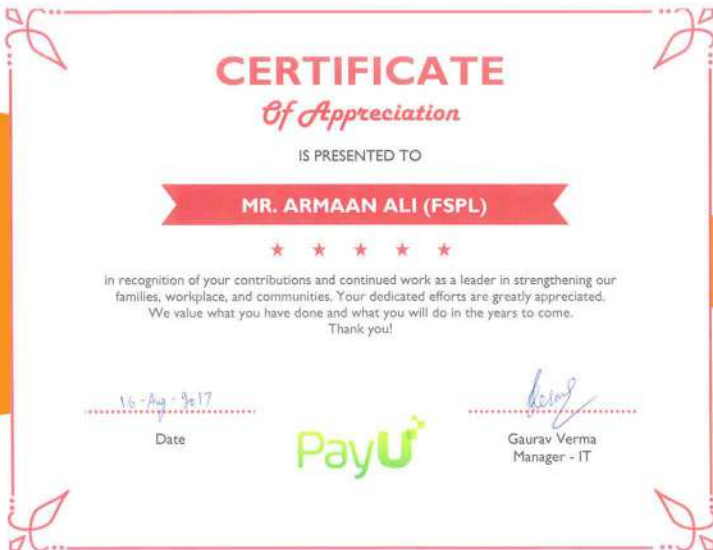 CERTIFICATE
Of Appreciation
IS PRESENTED TO
MR. ARMAAN ALI (FSPL)
in recognition of your contributions and continued work as a leader in strengthening our
families, workplace, and communities. Your dedicated efforts are greatly appreciated.
We value what you have done and what you will do in the years to come.
Thank you!
16-Aug-2017
Date
PayU
Gaurav Verma
Manager - IT